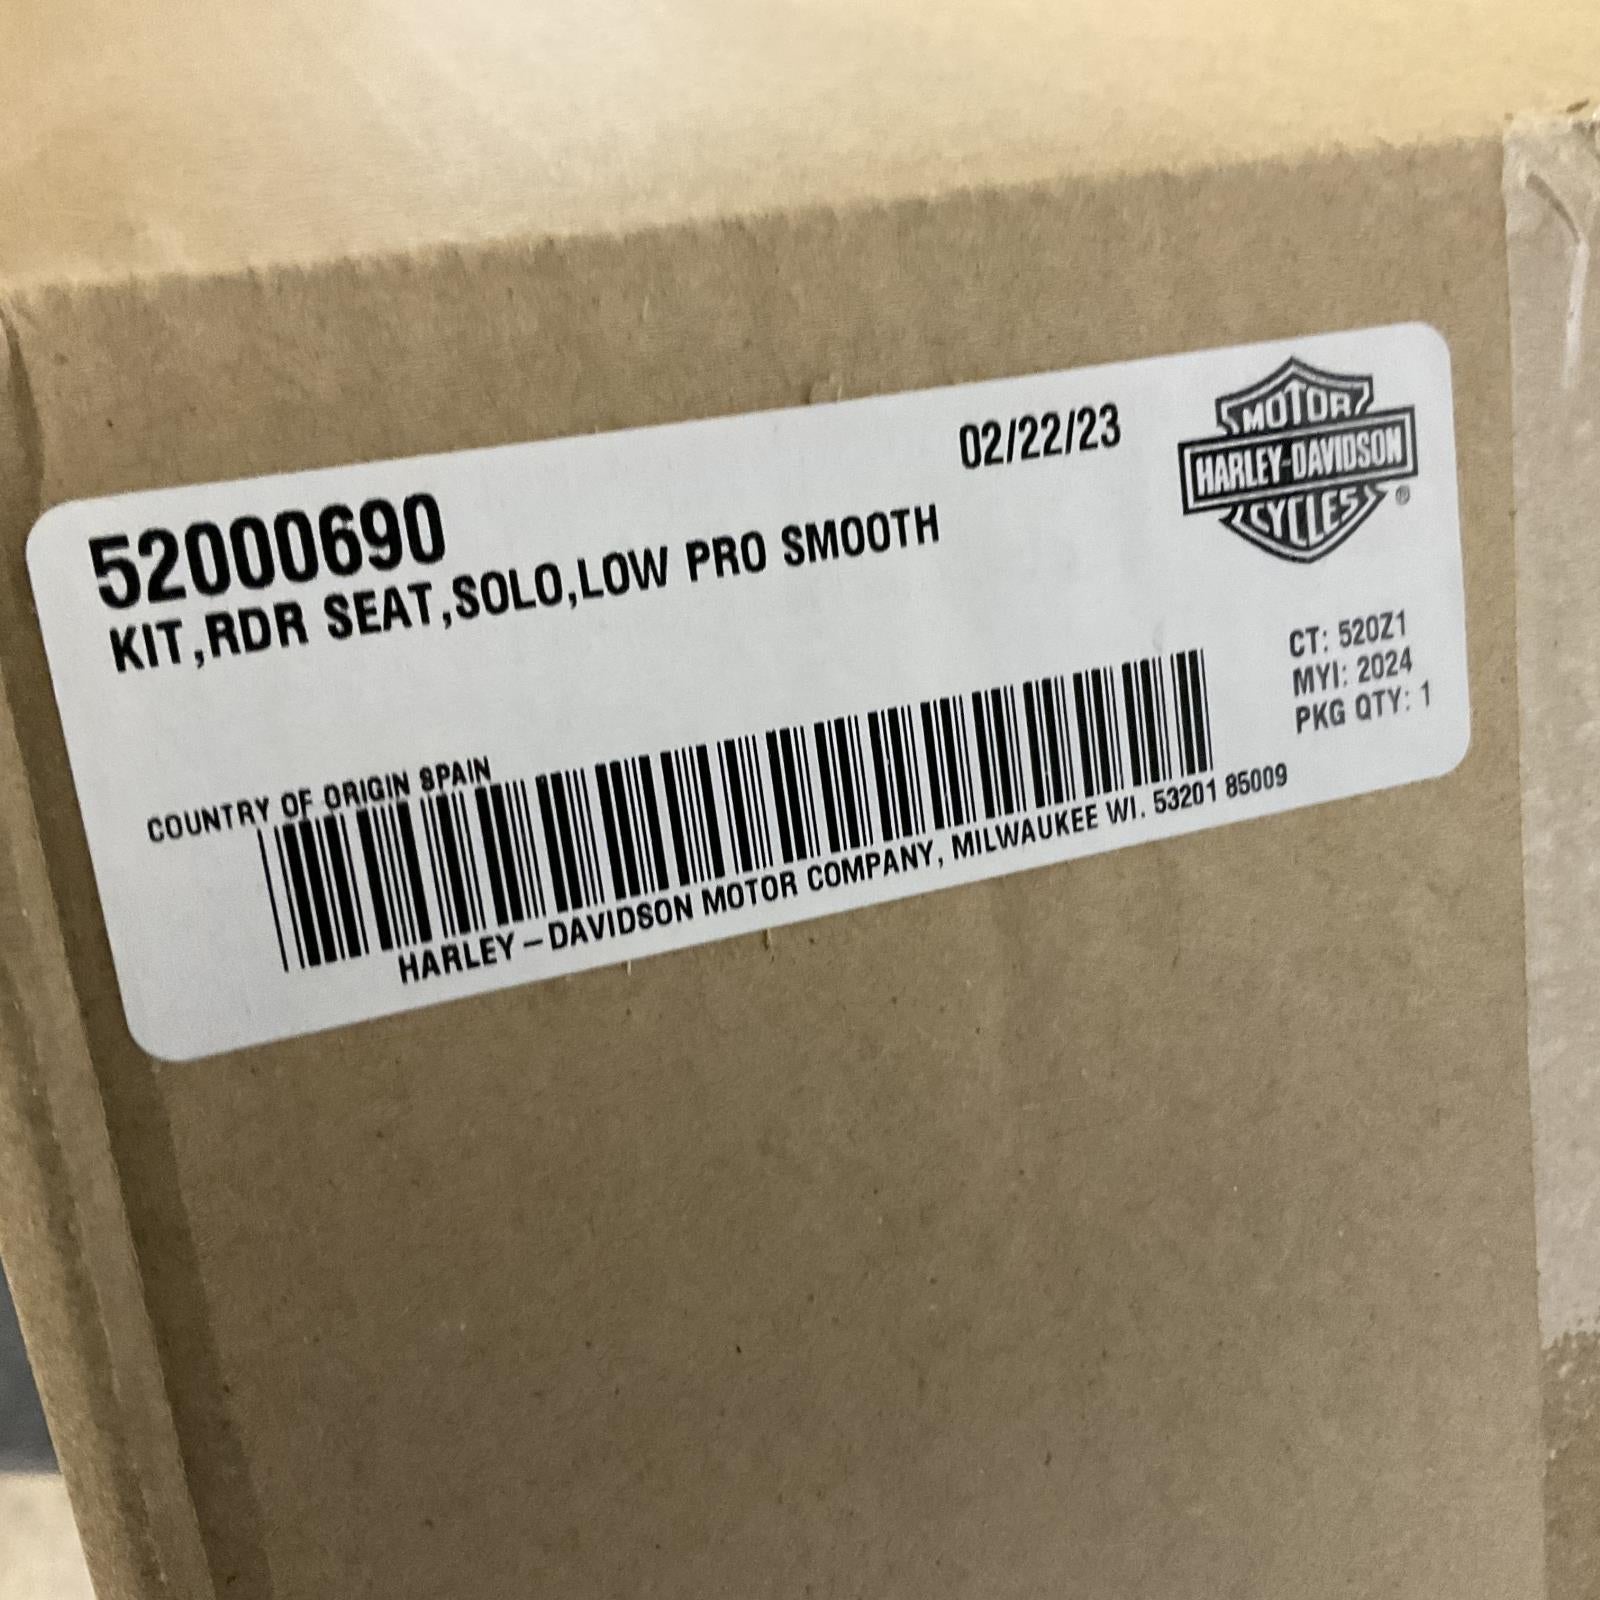 02/22/23
MOTOR
HARLEY-DAVIDSON
CYCLES®
52000690
KIT,RDR SEAT,SOLO,LOW PRO SMOOTH
CT: 520Z1
MYI: 2024
PKG QTY: 1
COUNTRY OF ORIGIN SPAIN
HARLEY-DAVIDSON MOTOR COMPANY, MILWAUKEE WI. 53201 85009